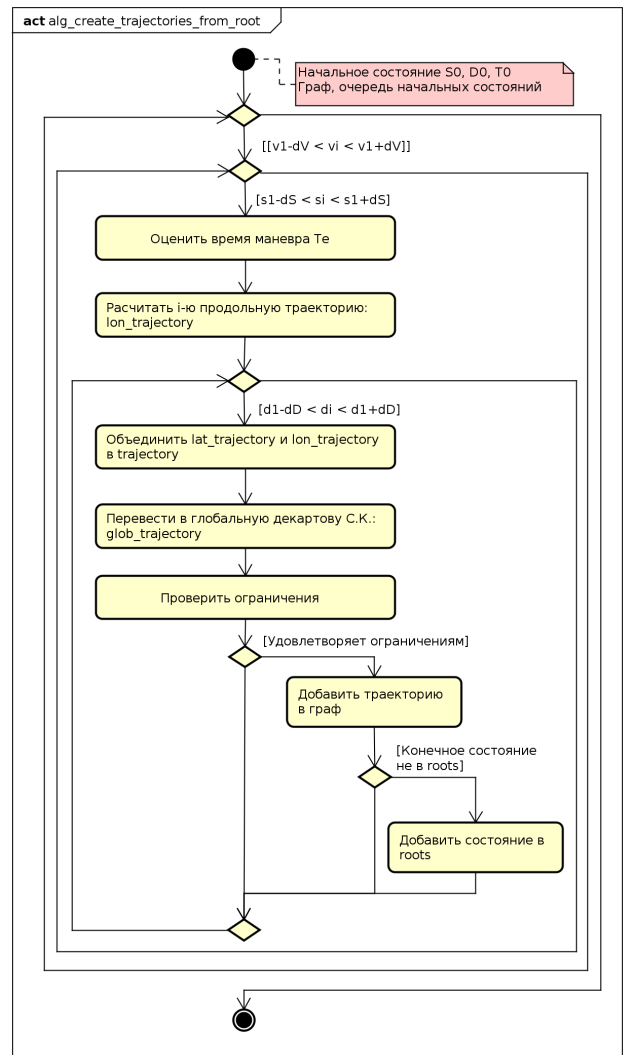 act alg_create_trajectories_from_root
Начальное состояние S0, D0, T0
Граф, очередь начальных состояний
[[v1-dV < vi < v1+dV]]
[s1-dS < si < s1+dS]
Оценить время маневра Te
Расчитать i-ю продольную траекторию:
lon_trajectory
[d1-dD < di < d1+dD]
Объединить lat_trajectory и lon_trajectory
в trajectory
Перевести в глобальную декартову С.К.:
glob_trajectory
Проверить ограничения
[Удовлетворяет ограничениям]
Добавить траекторию
в граф
[Конечное состояние
не в roots]
Добавить состояние в
roots